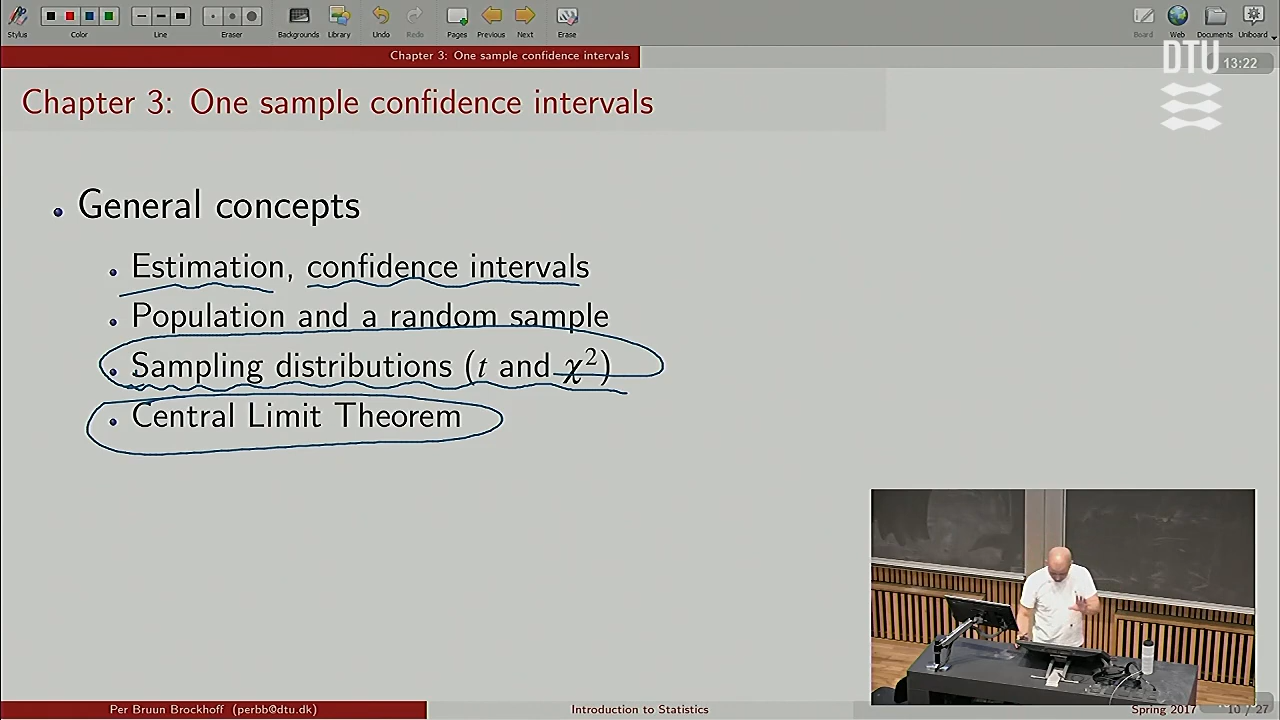 Stylus Color Line Eraser Backgrounds Library Undo Redo Pages Previous Next Erase Board Web Documents Uniboard
Chapter 3: One sample confidence intervals
DTU
13:22
Chapter 3: One sample confidence intervals
General concepts
Estimation, confidence intervals
Population and a random sample
Sampling distributions (t and χ²)
Central Limit Theorem
Per Bruun Brockhoff (perbb@dtu.dk) Introduction to Statistics Spring 2017 10 / 27